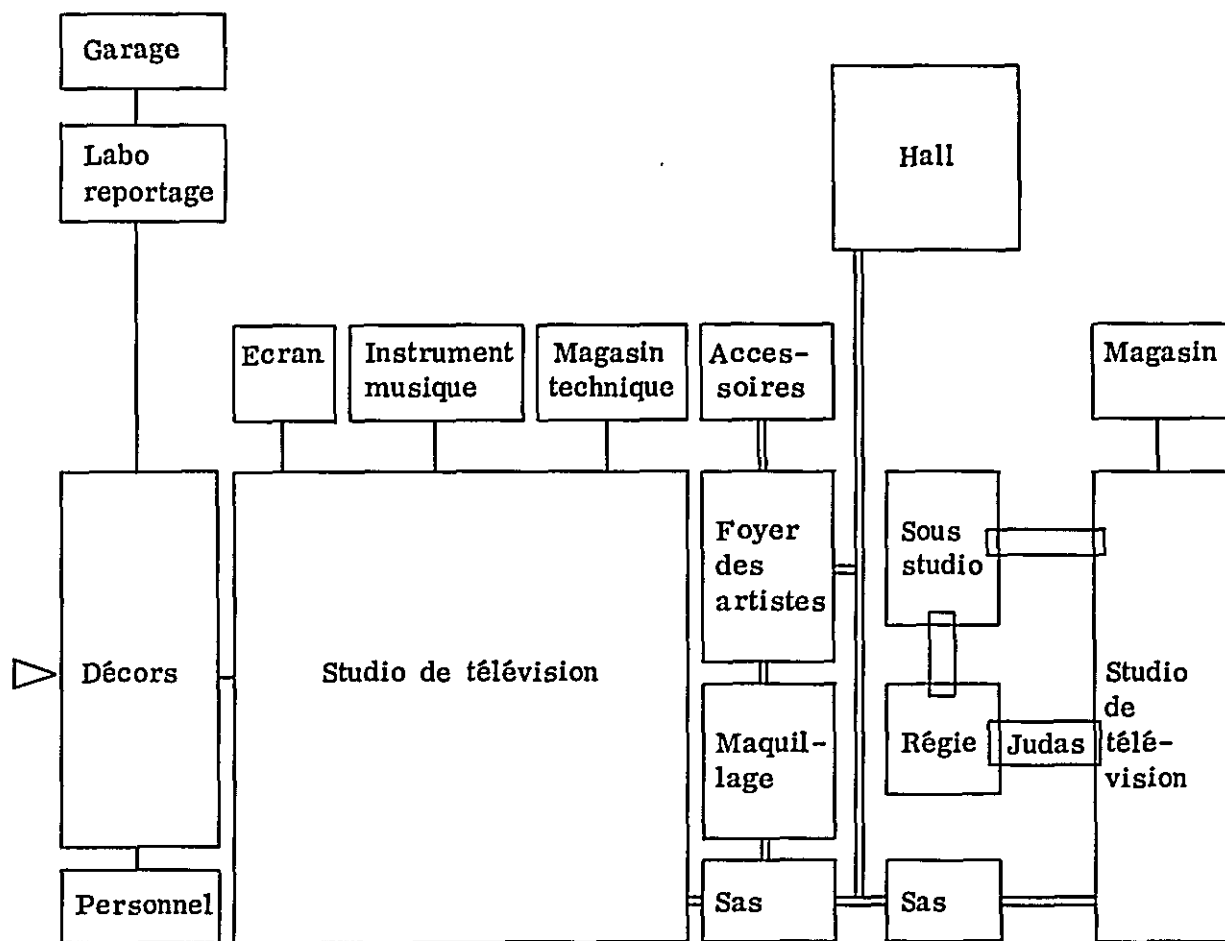 Garage
Labo
reportage
Hall
Ecran
Instrument
musique
Magasin
technique
Acces-
soires
Magasin
Foyer
des
artistes
Sous
studio
Décors
Studio de télévision
Studio
de
télé-
vision
Maquil-
lage
Régie
Judas
Personnel
Sas
Sas